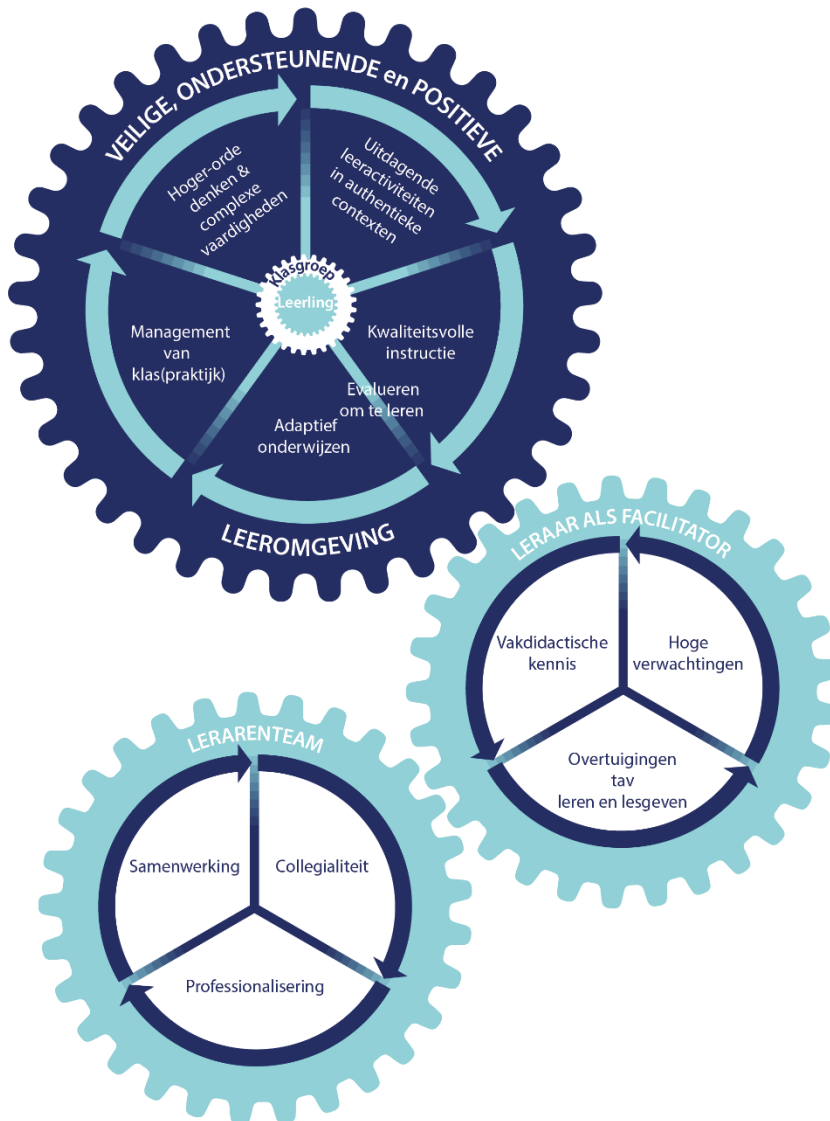 VEILIGE, ONDERSTEUNENDE en POSITIEVE
Hoger-orde
denken &
complexe
vaardigheden
Uitdagende
leeractiviteiten
in authentieke
contexten
Klasgroep
Leerling
Management
van
klas(praktijk)
Kwaliteitsvolle
instructie
Evalueren
om te leren
Adaptief
onderwijzen
LEEROMGEVING
LERAAR ALS FACILITATOR
Vakdidactische
kennis
Hoge
verwachtingen
Overtuigingen
tav
leren en lesgeven
LERARENTEAM
Samenwerking
Collegialiteit
Professionalisering